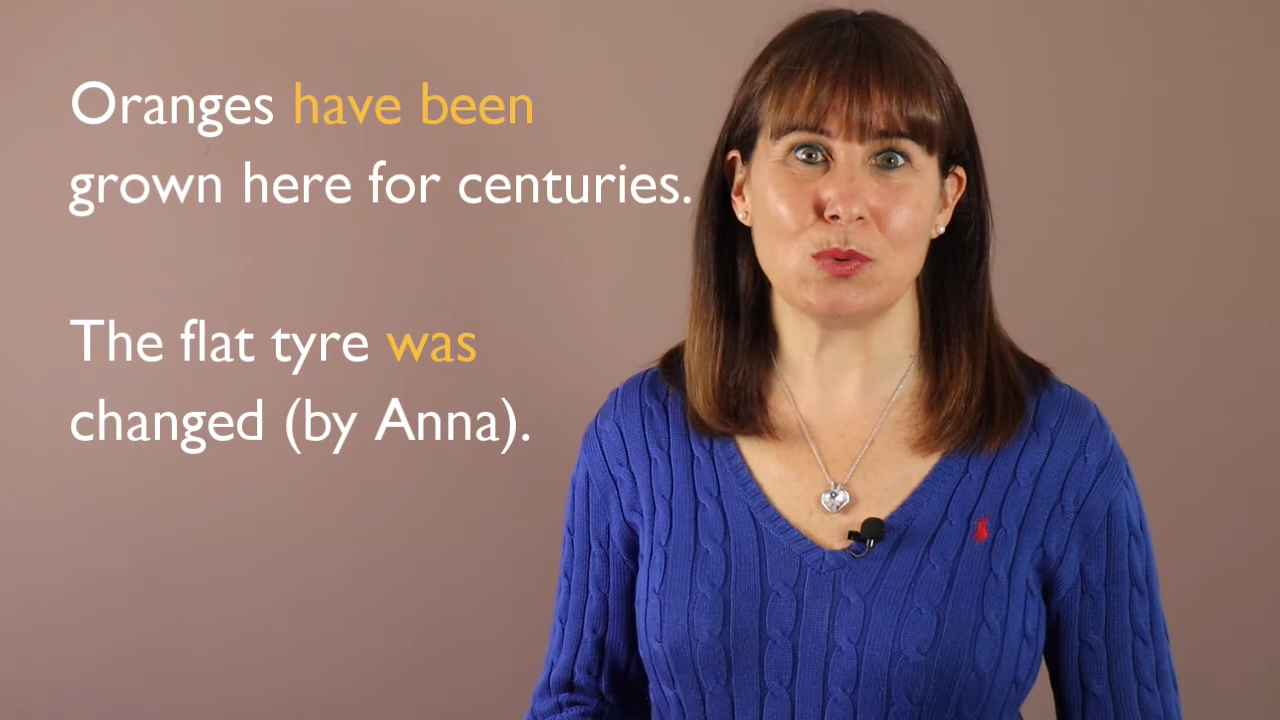 Oranges have been
grown here for centuries.
The flat tyre was
changed (by Anna).